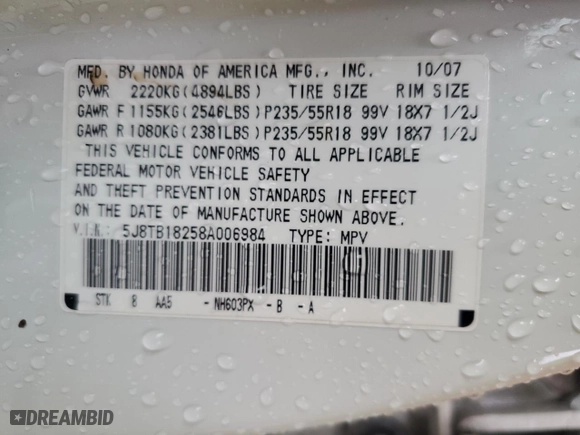 MFD. BY HONDA OF AMERICA MFG., INC. 10/07
GVWR 2220KG(4894LBS) TIRE SIZE RIM SIZE
GAWR F 1155KG(2546LBS)P235/55R18 99V 18X7 1/2J
GAWR R 1080KG(2381LBS)P235/55R18 99V 18X7 1/2J
THIS VEHICLE CONFORMS TO ALL APPLICABLE
FEDERAL MOTOR VEHICLE SAFETY
AND THEFT PREVENTION STANDARDS IN EFFECT
ON THE DATE OF MANUFACTURE SHOWN ABOVE.
V.I.N: 5J8TB18258A006984 TYPE: MPV
STK 8 AA5 -NH603PX -B -A
DREAMBID